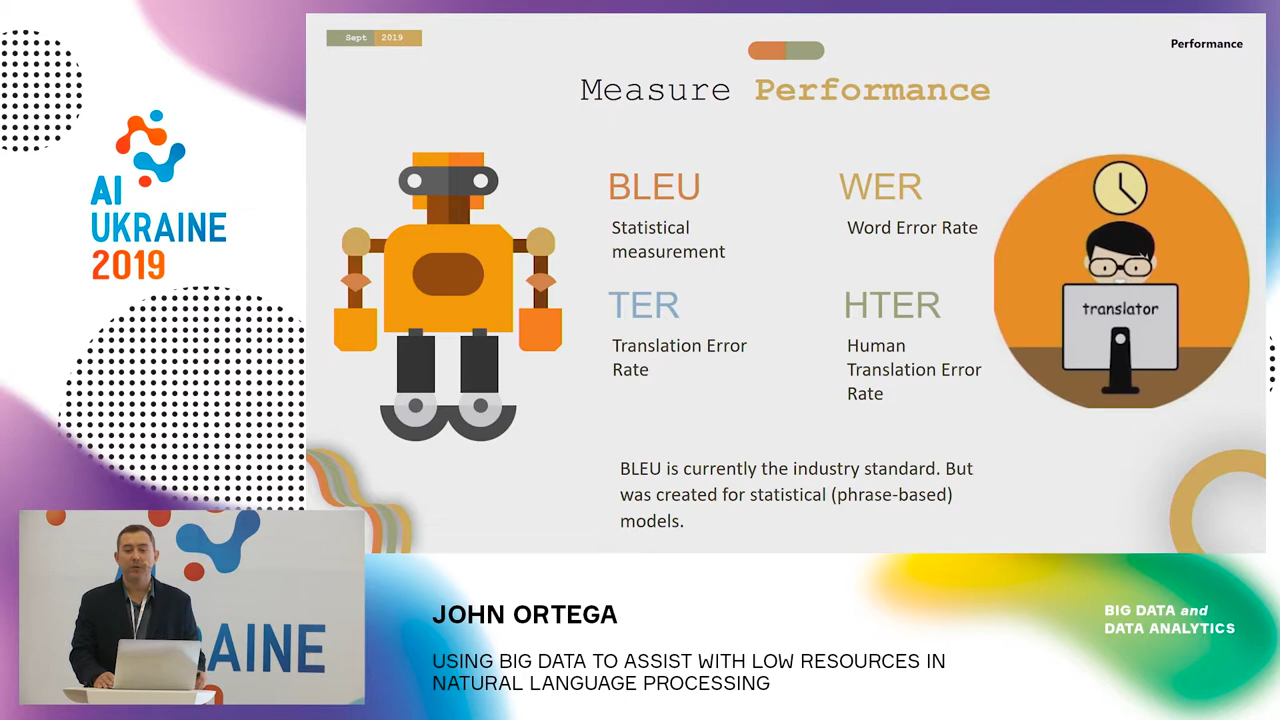 Sept 2019
Performance
Measure Performance
BLEU
Statistical
measurement
WER
Word Error Rate
TER
Translation Error
Rate
HTER
Human
Translation Error
Rate
translator
BLEU is currently the industry standard. But
was created for statistical (phrase-based)
models.
AI
UKRAINE
2019
AINE
JOHN ORTEGA
USING BIG DATA TO ASSIST WITH LOW RESOURCES IN
NATURAL LANGUAGE PROCESSING
BIG DATA and
DATA ANALYTICS